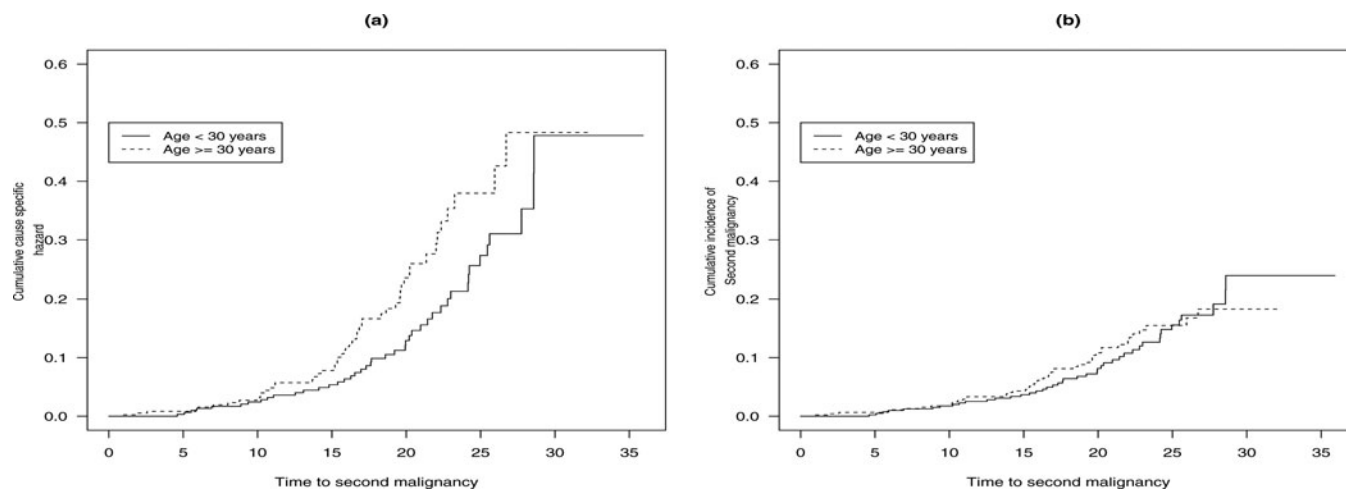 (a)
0.6
0.5
0.4
0.3
0.2
0.1
0.0
Cumulative cause specific
hazard
Age < 30 years
Age >= 30 years
0 5 10 15 20 25 30 35
Time to second malignancy
(b)
0.6
0.5
0.4
0.3
0.2
0.1
0.0
Cumulative incidence of
Second malignancy
Age < 30 years
Age >= 30 years
0 5 10 15 20 25 30 35
Time to second malignancy